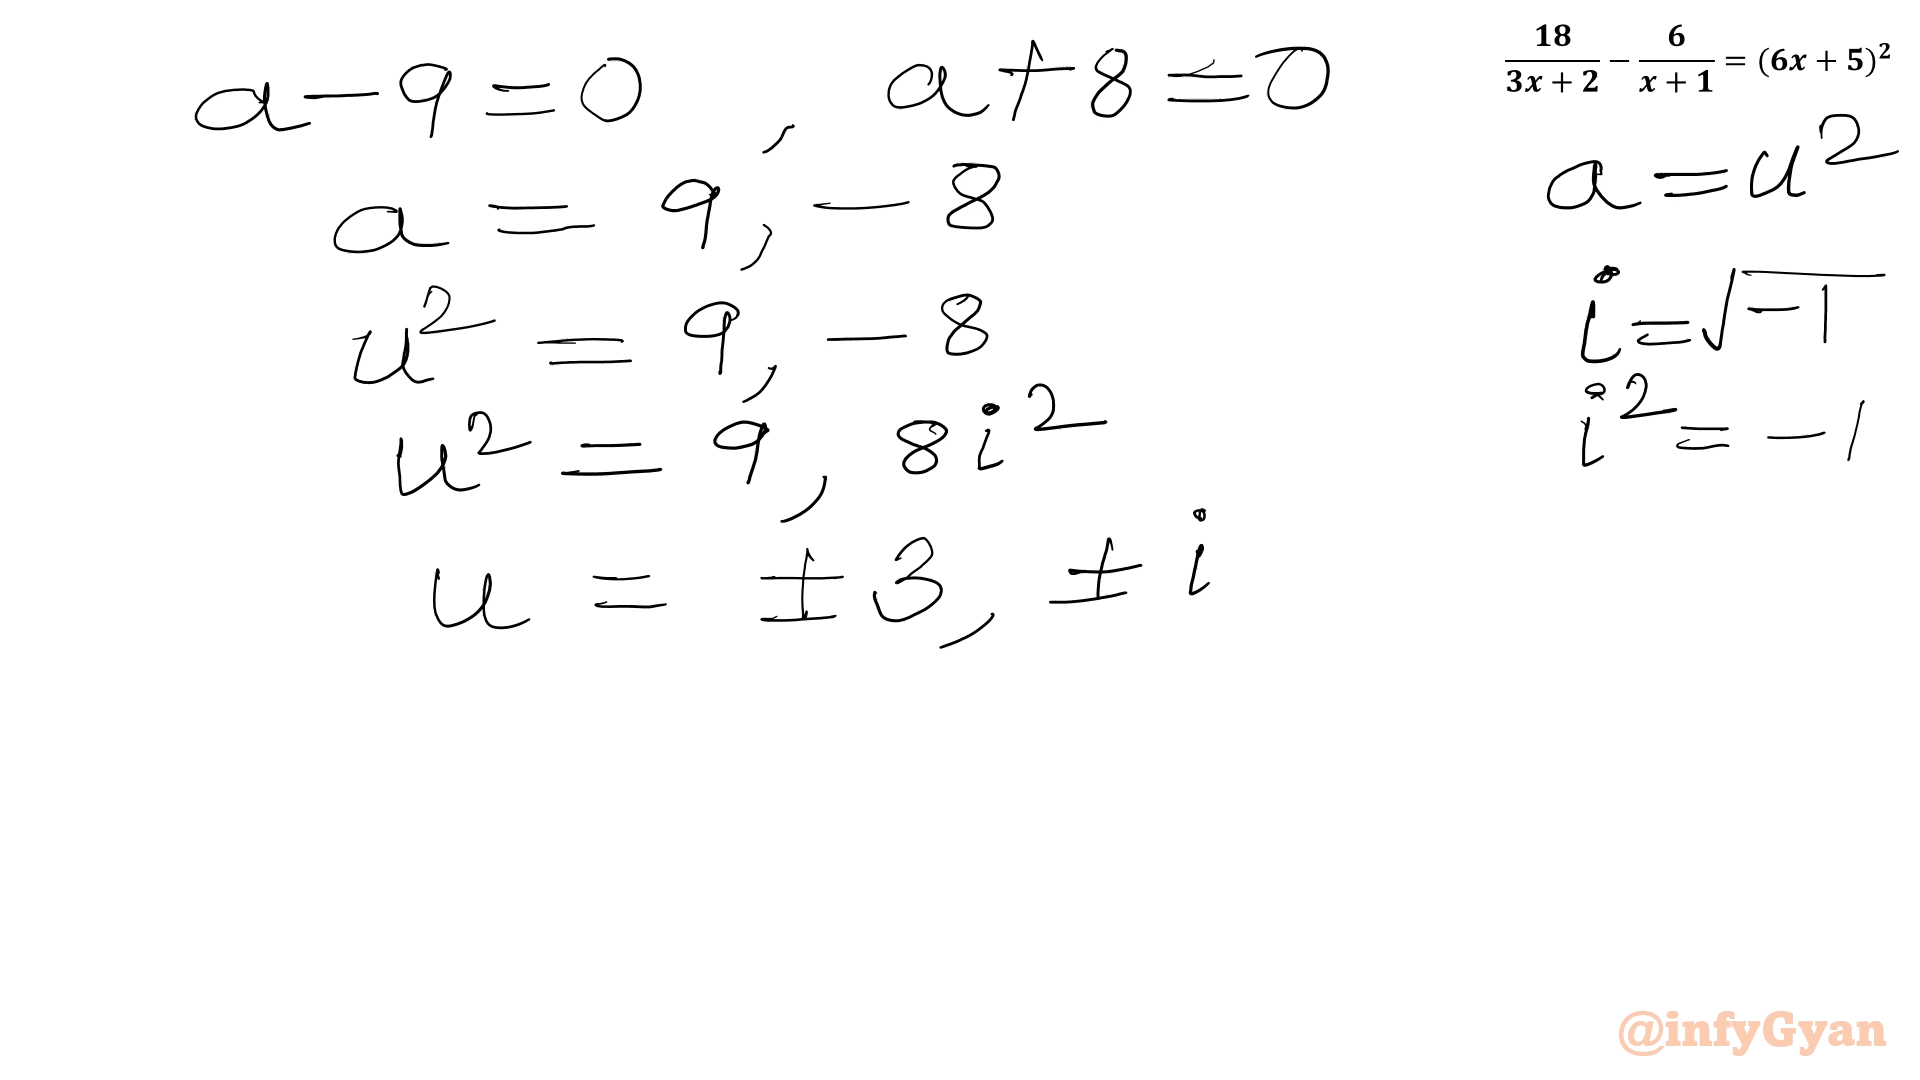 a - 9 = 0 , a + 8 = 0
a = 9 , - 8
u² = 9 , - 8
u² = 9 , 8i²
u = ± 3 , ± i
18/(3x + 2) − 6/(x + 1) = (6x + 5)²
a = u²
i = √-1
i² = -1
@infyGyan